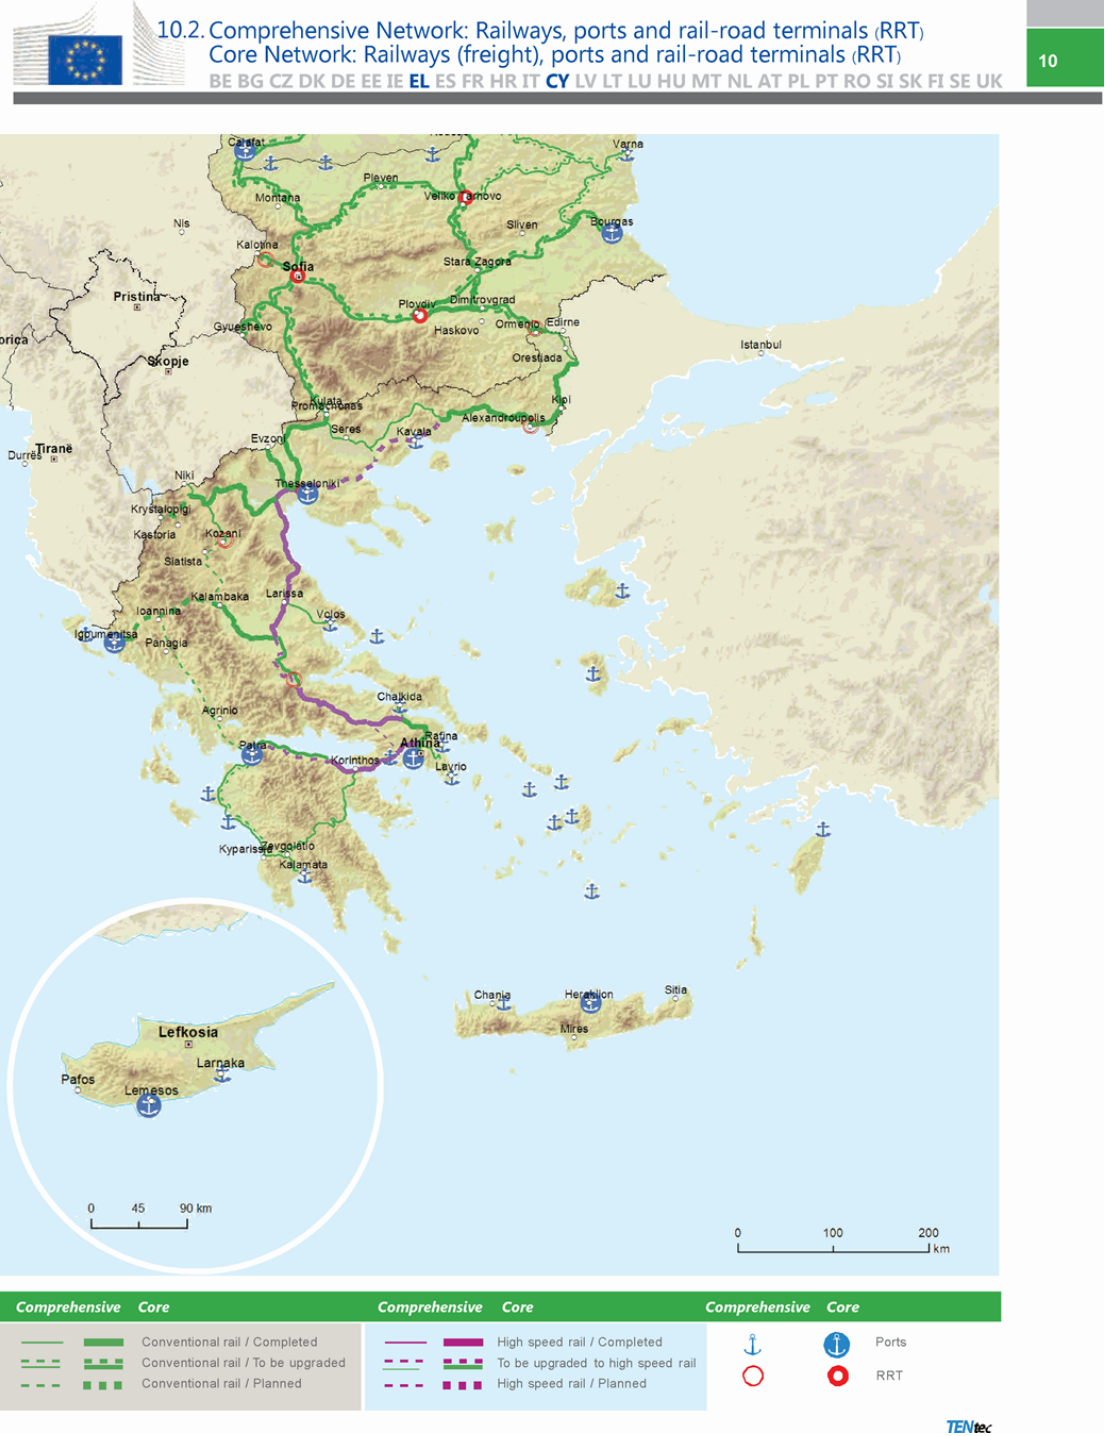 10.2. Comprehensive Network: Railways, ports and rail-road terminals (RRT)
Core Network: Railways (freight), ports and rail-road terminals (RRT)
BE BG CZ DK DE EE IE EL ES FR HR IT CY LV LT LU HU MT NL AT PL PT RO SI SK FI SE UK
10
Calafat
Varna
Pleven
Montana
Veliko Tarnovo
Nis
Sliven
Bourgas
Kalotina
Sofia
Stara Zagora
Pristina
Plovdiv
Dimitrovgrad
Gyueshevo
Haskovo
Ormenio
Edirne
orica
Istanbul
Skopje
Orestiada
Kulata
Promachonas
Kipi
Alexandroupolis
Seres
Kavala
Evzoni
Tiranë
Durrës
Niki
Thessaloniki
Krystalopigi
Kastoria
Kozani
Siatista
Kalambaka
Larissa
Ioannina
Volos
Igoumenitsa
Panagia
Chalkida
Agrinio
Rafina
Patra
Athina
Korinthos
Lavrio
Kyparissia
Zevgolatio
Kalamata
Chania
Heraklion
Sitia
Mires
Lefkosia
Larnaka
Pafos
Lemesos
0 45 90 km
0 100 200
km
Comprehensive Core Comprehensive Core Comprehensive Core
Conventional rail / Completed High speed rail / Completed Ports
Conventional rail / To be upgraded To be upgraded to high speed rail RRT
Conventional rail / Planned High speed rail / Planned
TENtec